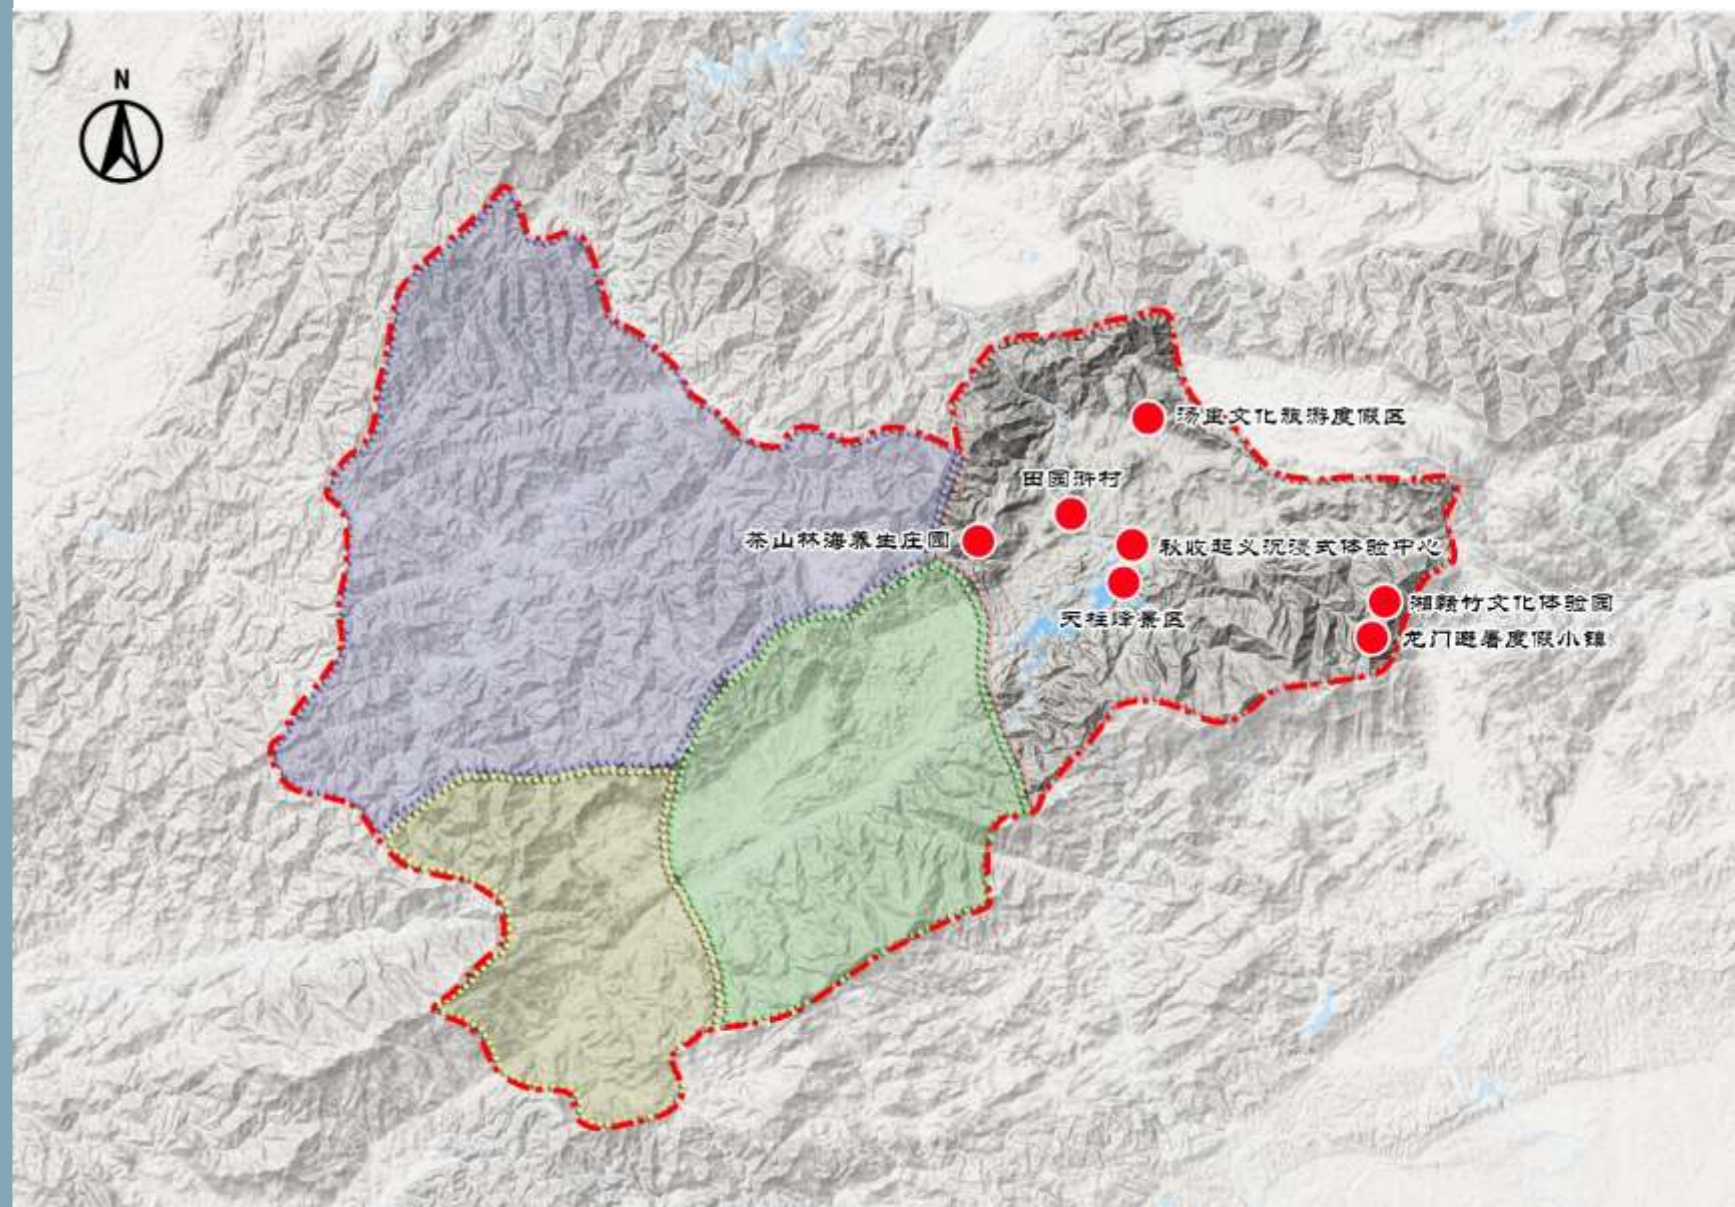 N
汤里文化旅游度假区
田园浒村
茶山林海养生庄园
秋收起义沉浸式体验中心
天柱峰景区
湘赣竹文化体验园
龙门避暑度假小镇